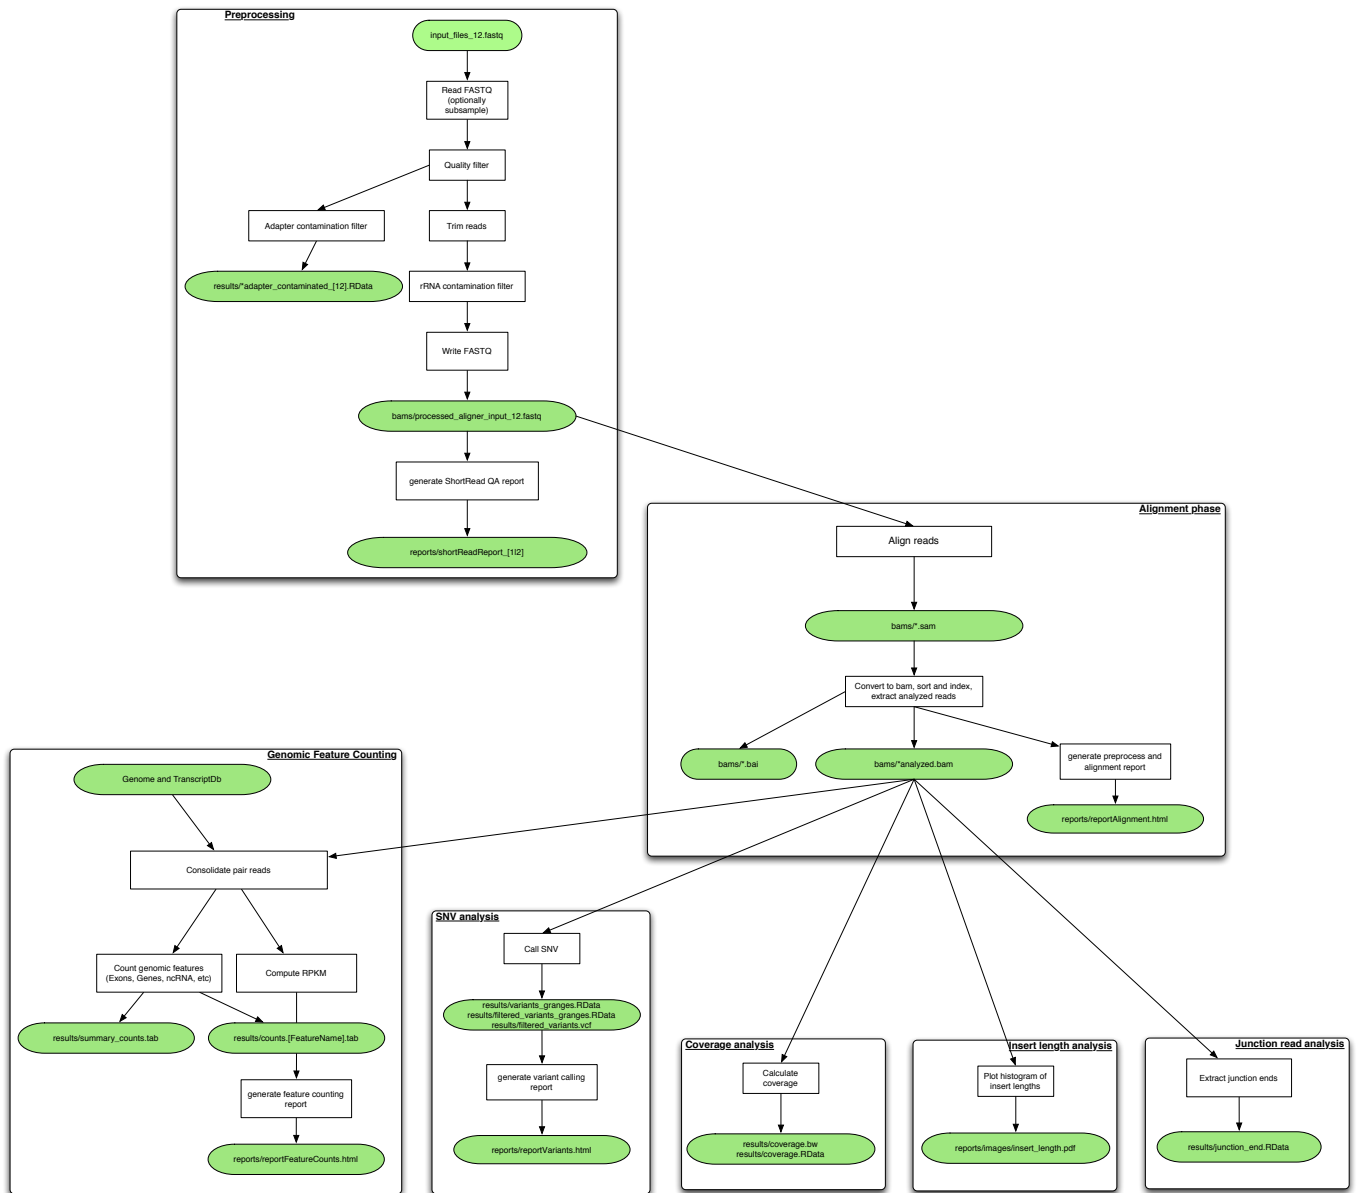 Preprocessing
input_files_12.fastq
Read FASTQ
(optionally
subsample)
Quality filter
Adapter contamination filter
Trim reads
results/*adapter_contaminated_[12].RData
rRNA contamination filter
Write FASTQ
bams/processed_aligner_input_12.fastq
generate ShortRead QA report
reports/shortReadReport_[1|2]
Alignment phase
Align reads
bams/*.sam
Convert to bam, sort and index,
extract analyzed reads
bams/*.bai
bams/*analyzed.bam
generate preprocess and
alignment report
reports/reportAlignment.html
Genomic Feature Counting
Genome and TranscriptDb
Consolidate pair reads
Count genomic features
(Exons, Genes, ncRNA, etc)
Compute RPKM
results/summary_counts.tab
results/counts.[FeatureName].tab
generate feature counting
report
reports/reportFeatureCounts.html
SNV analysis
Call SNV
results/variants_granges.RData
results/filtered_variants_granges.RData
results/filtered_variants.vcf
generate variant calling
report
reports/reportVariants.html
Coverage analysis
Calculate
coverage
results/coverage.bw
results/coverage.RData
Insert length analysis
Plot histogram of
insert lengths
reports/images/insert_length.pdf
Junction read analysis
Extract junction ends
results/junction_end.RData